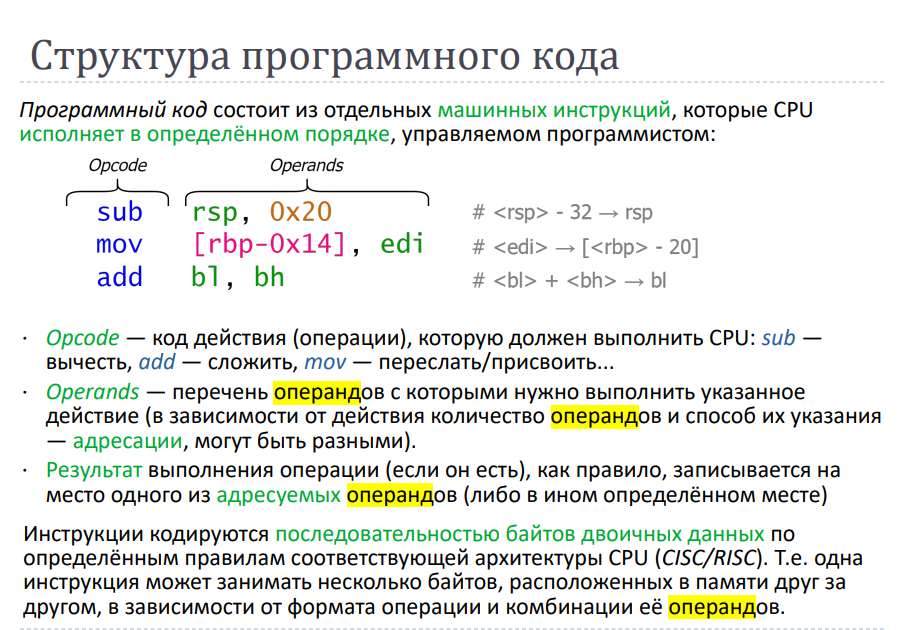 Структура программного кода
Программный код состоит из отдельных машинных инструкций, которые CPU
исполняет в определённом порядке, управляемом программистом:
Opcode Operands
sub rsp, 0x20 # <rsp> - 32 → rsp
mov [rbp-0x14], edi # <edi> → [<rbp> - 20]
add bl, bh # <bl> + <bh> → bl
· Opcode — код действия (операции), которую должен выполнить CPU: sub —
вычесть, add — сложить, mov — переслать/присвоить...
· Operands — перечень операндов с которыми нужно выполнить указанное
действие (в зависимости от действия количество операндов и способ их указания
— адресации, могут быть разными).
· Результат выполнения операции (если он есть), как правило, записывается на
место одного из адресуемых операндов (либо в ином определённом месте)
Инструкции кодируются последовательностью байтов двоичных данных по
определённым правилам соответствующей архитектуры CPU (CISC/RISC). Т.е. одна
инструкция может занимать несколько байтов, расположенных в памяти друг за
другом, в зависимости от формата операции и комбинации её операндов.